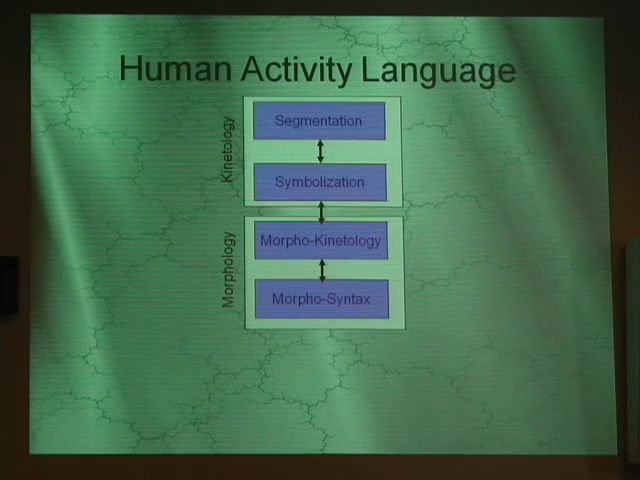 Human Activity Language
Kinetology
Segmentation
Symbolization
Morphology
Morpho-Kinetology
Morpho-Syntax